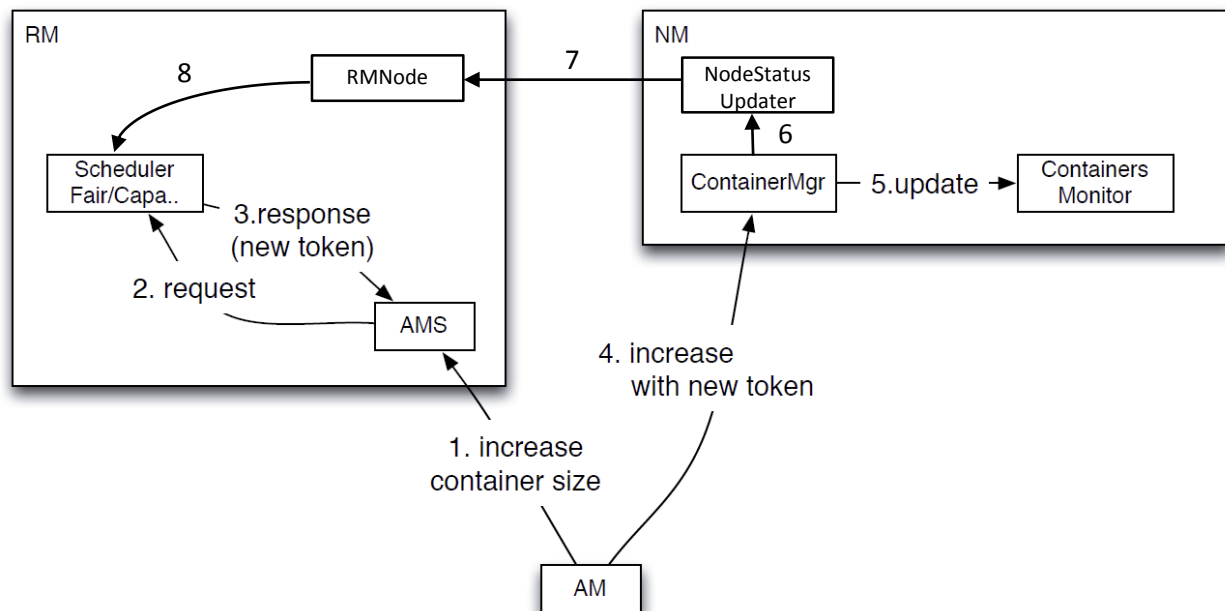 RM
NM
8
RMNode
7
NodeStatus
Updater
6
Scheduler
Fair/Capa..
ContainerMgr
5.update
Containers
Monitor
3.response
(new token)
2. request
AMS
4. increase
with new token
1. increase
container size
AM